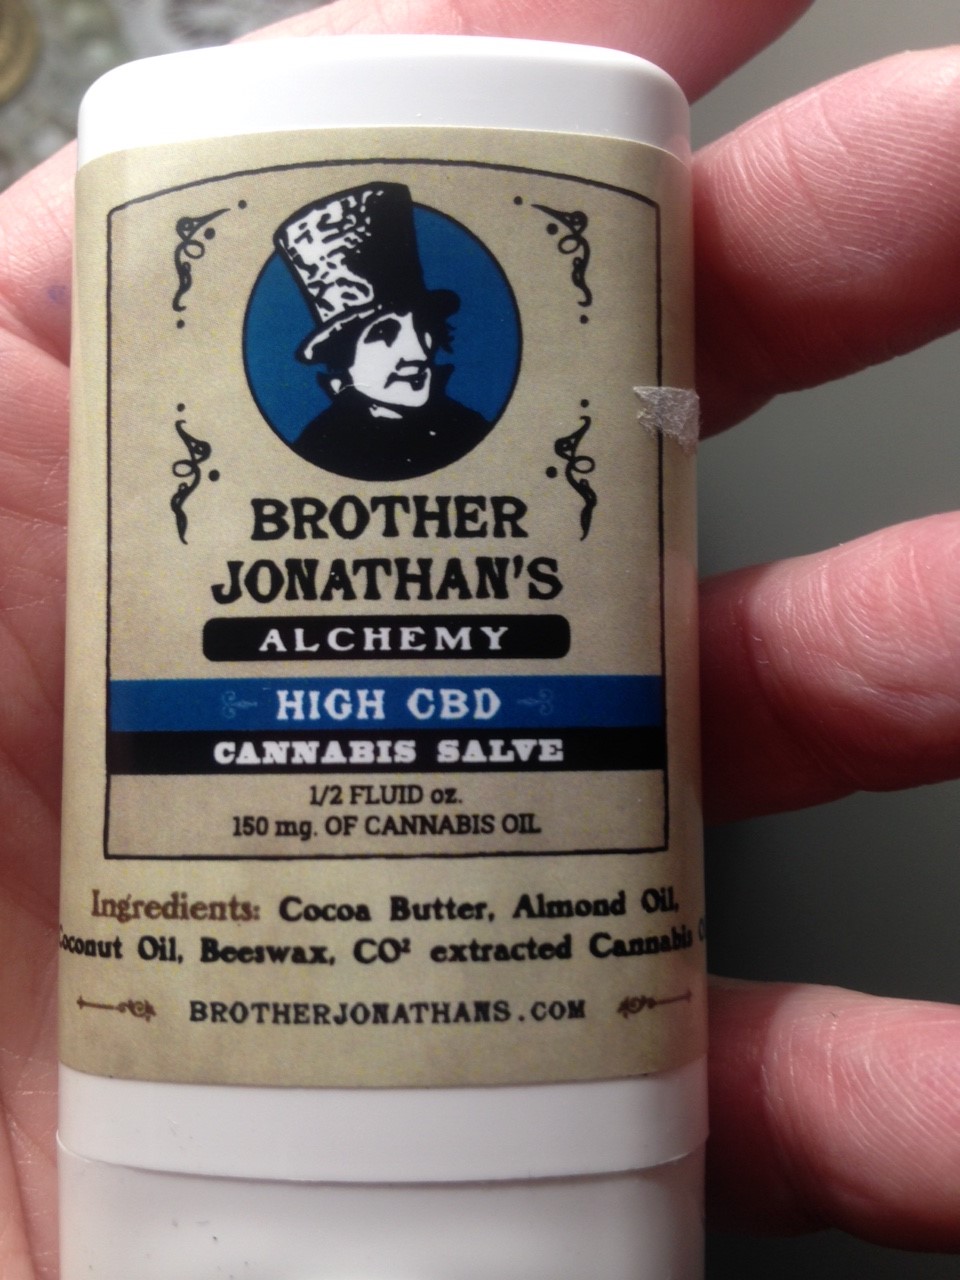 BROTHER
JONATHAN'S
ALCHEMY
HIGH CBD
CANNABIS SALVE
1/2 FLUID oz.
150 mg. OF CANNABIS OIL
Ingredients: Cocoa Butter, Almond Oil,
Coconut Oil, Beeswax, CO² extracted Cannabis
BROTHERJONATHANS.COM